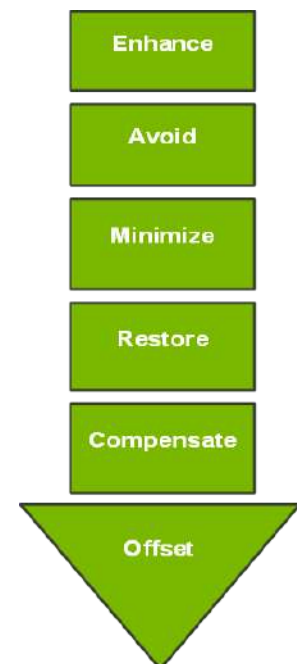 Enhance
Avoid
Minimize
Restore
Compensate
Offset